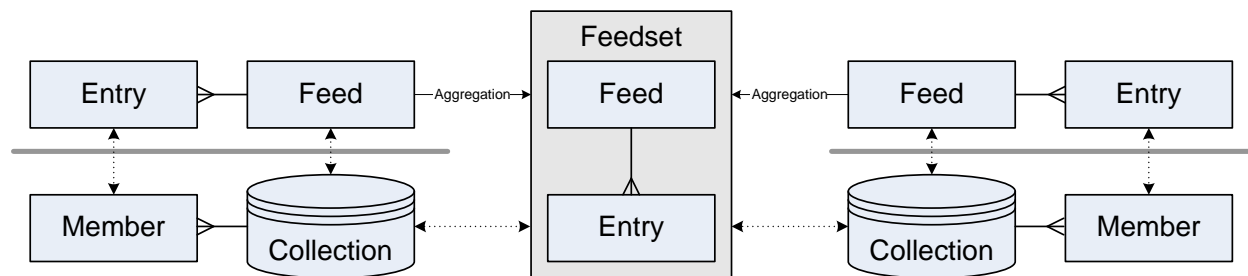 Feedset
Entry
Feed
Aggregation
Feed
Aggregation
Feed
Entry
Member
Collection
Entry
Collection
Member